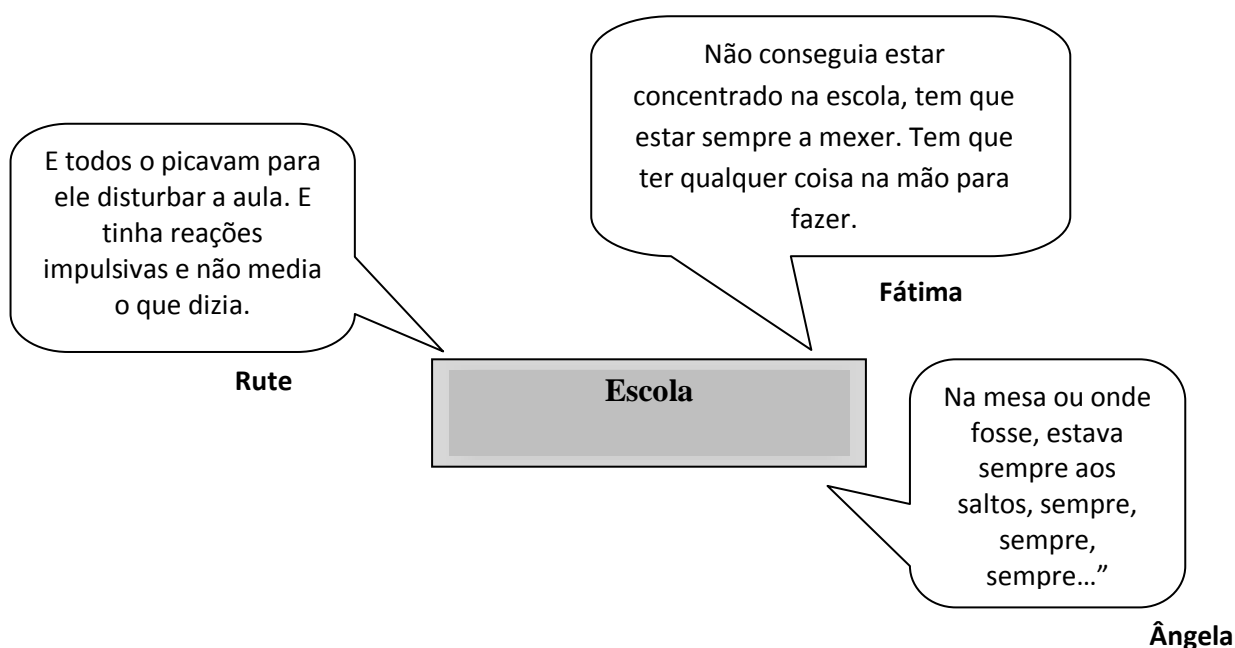 Não conseguia estar
concentrado na escola, tem que
estar sempre a mexer. Tem que
ter qualquer coisa na mão para
fazer.
Fátima
E todos o picavam para
ele disturbar a aula. E
tinha reações
impulsivas e não media
o que dizia.
Rute
Escola
Na mesa ou onde
fosse, estava
sempre aos
saltos, sempre,
sempre,
sempre…”
Ângela